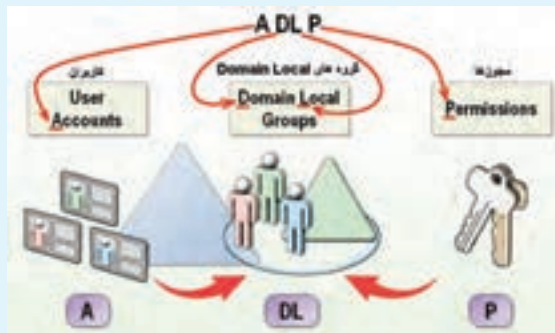 A DL P
کاربران
گروه های Domain Local
مجوزها
User
Accounts
Domain Local
Groups
Permissions
A
DL
P